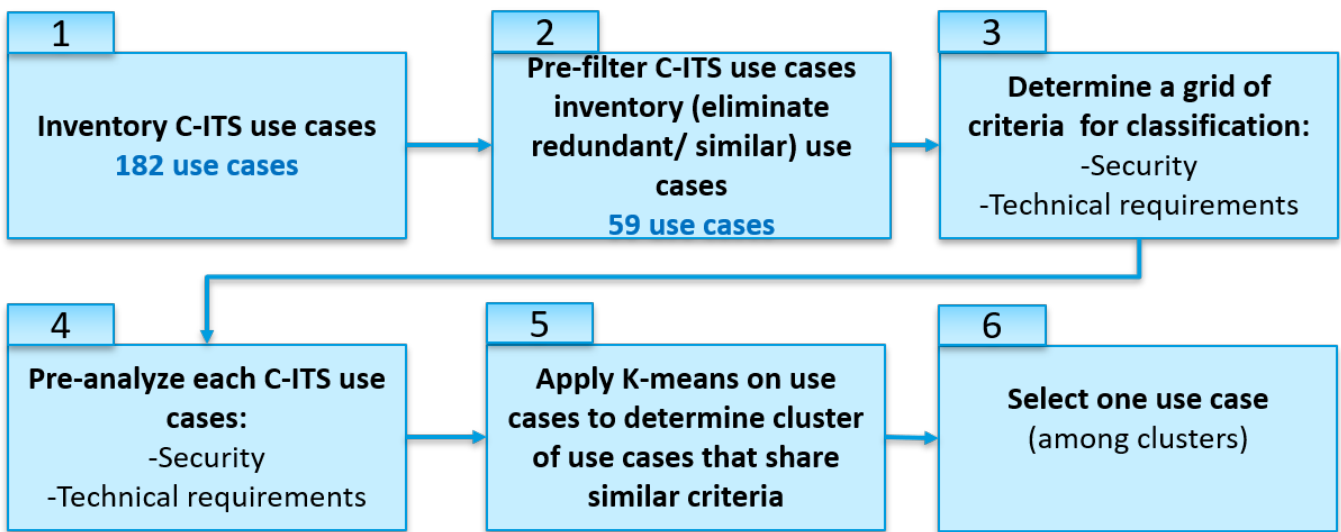 1
Inventory C-ITS use cases
182 use cases
2
Pre-filter C-ITS use cases
inventory (eliminate
redundant/ similar) use
cases
59 use cases
3
Determine a grid of
criteria  for classification:
-Security
-Technical requirements
4
Pre-analyze each C-ITS use
cases:
-Security
-Technical requirements
5
Apply K-means on use
cases to determine cluster
of use cases that share
similar criteria
6
Select one use case
(among clusters)